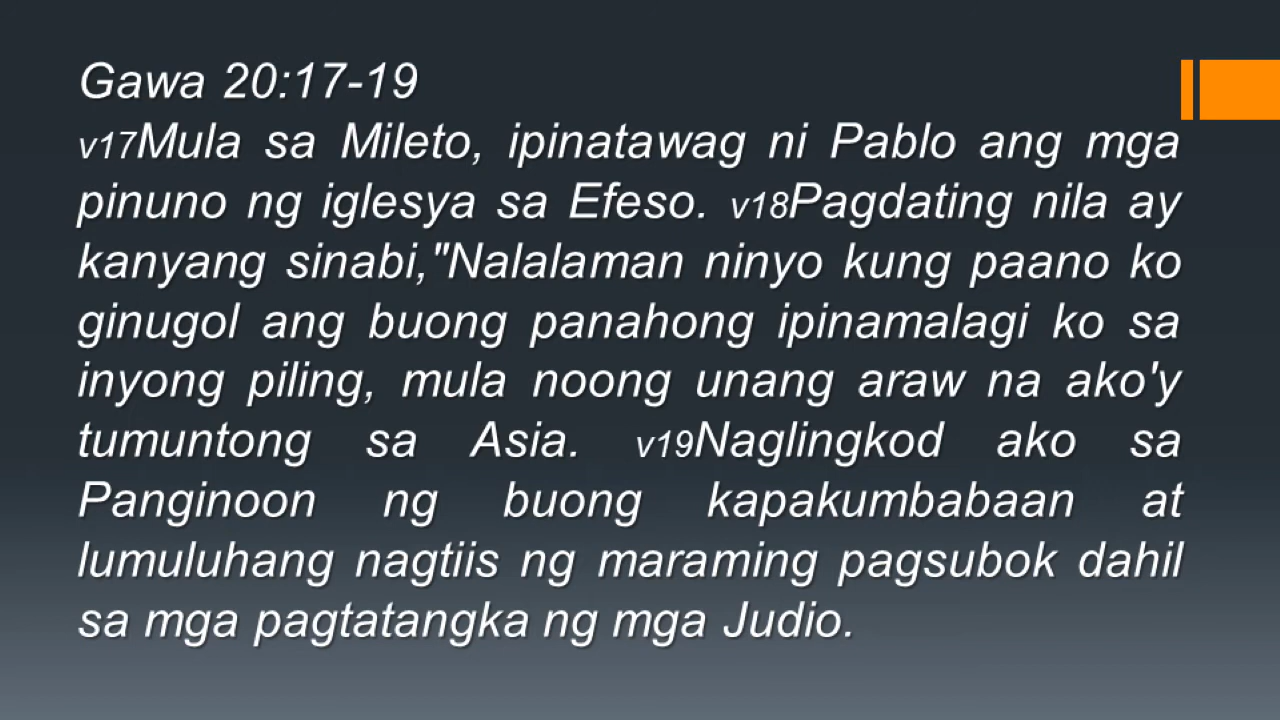 Gawa 20:17-19
v17Mula sa Mileto, ipinatawag ni Pablo ang mga
pinuno ng iglesya sa Efeso. v18Pagdating nila ay
kanyang sinabi,"Nalalaman ninyo kung paano ko
ginugol ang buong panahong ipinamalagi ko sa
inyong piling, mula noong unang araw na ako'y
tumuntong sa Asia. v19Naglingkod ako sa
Panginoon ng buong kapakumbabaan at
lumuluhang nagtiis ng maraming pagsubok dahil
sa mga pagtatangka ng mga Judio.